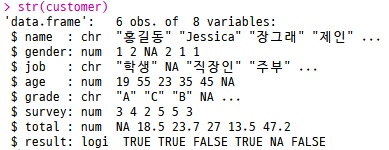 > str(customer)
'data.frame': 6 obs. of 8 variables:
$ name : chr "홍길동" "Jessica" "장그래" "제인" ...
$ gender: num 1 2 NA 2 1 1
$ job : chr "학생" NA "직장인" "주부" ...
$ age : num 19 55 23 35 45 NA
$ grade : chr "A" "C" "B" NA ...
$ survey: num 3 4 2 5 5 3
$ total : num NA 18.5 23.7 27 13.5 47.2
$ result: logi TRUE TRUE FALSE TRUE NA FALSE